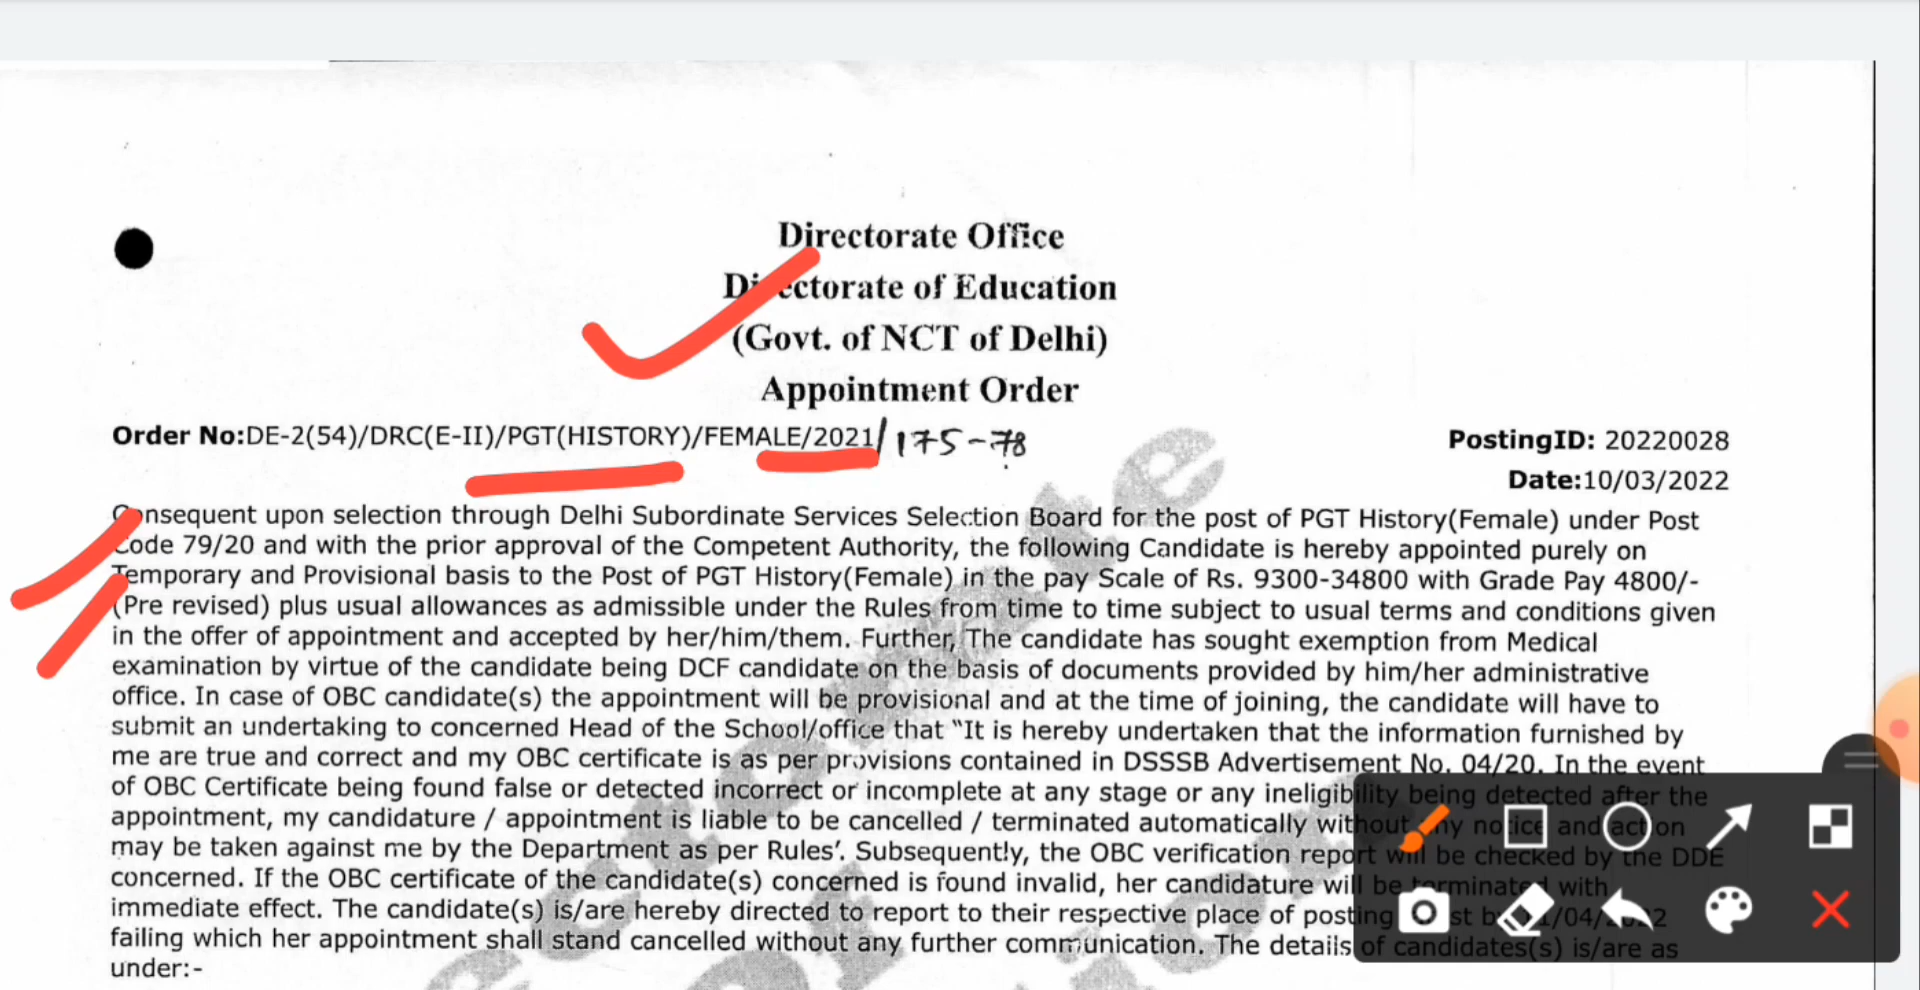 Directorate Office
Directorate of Education
(Govt. of NCT of Delhi)
Appointment Order
Order No:DE-2(54)/DRC(E-II)/PGT(HISTORY)/FEMALE/2021/175-78
PostingID: 20220028
Date:10/03/2022
Consequent upon selection through Delhi Subordinate Services Selection Board for the post of PGT History(Female) under Post
Code 79/20 and with the prior approval of the Competent Authority, the following Candidate is hereby appointed purely on
Temporary and Provisional basis to the Post of PGT History(Female) in the pay Scale of Rs. 9300-34800 with Grade Pay 4800/-
(Pre revised) plus usual allowances as admissible under the Rules from time to time subject to usual terms and conditions given
in the offer of appointment and accepted by her/him/them. Further, The candidate has sought exemption from Medical
examination by virtue of the candidate being DCF candidate on the basis of documents provided by him/her administrative
office. In case of OBC candidate(s) the appointment will be provisional and at the time of joining, the candidate will have to
submit an undertaking to concerned Head of the School/office that "It is hereby undertaken that the information furnished by
me are true and correct and my OBC certificate is as per provisions contained in DSSSB Advertisement No. 04/20. In the event
of OBC Certificate being found false or detected incorrect or incomplete at any stage or any ineligibility being detected after the
appointment, my candidature / appointment is liable to be cancelled / terminated automatically without any notice and action
may be taken against me by the Department as per Rules'. Subsequently, the OBC verification report will be checked by the DDE
concerned. If the OBC certificate of the candidate(s) concerned is found invalid, her candidature will be terminated with
immediate effect. The candidate(s) is/are hereby directed to report to their respective place of posting
failing which her appointment shall stand cancelled without any further communication. The details of candidates(s) is/are as
under:-